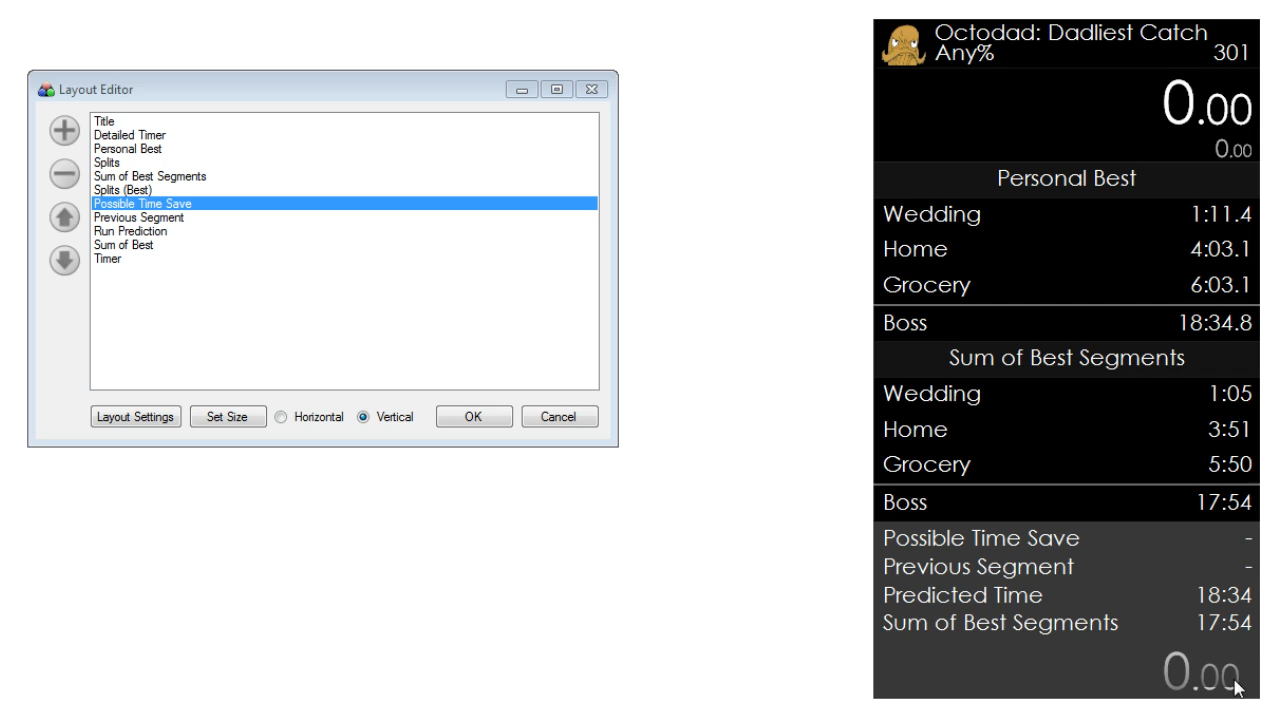 Layout Editor
Title
Detailed Timer
Personal Best
Splits
Sum of Best Segments
Splits (Best)
Possible Time Save
Previous Segment
Run Prediction
Sum of Best
Timer
Layout Settings Set Size Horizontal Vertical OK Cancel
Octodad: Dadliest Catch
Any% 301
0.00
0.00
Personal Best
Wedding 1:11.4
Home 4:03.1
Grocery 6:03.1
Boss 18:34.8
Sum of Best Segments
Wedding 1:05
Home 3:51
Grocery 5:50
Boss 17:54
Possible Time Save -
Previous Segment -
Predicted Time 18:34
Sum of Best Segments 17:54
0.00